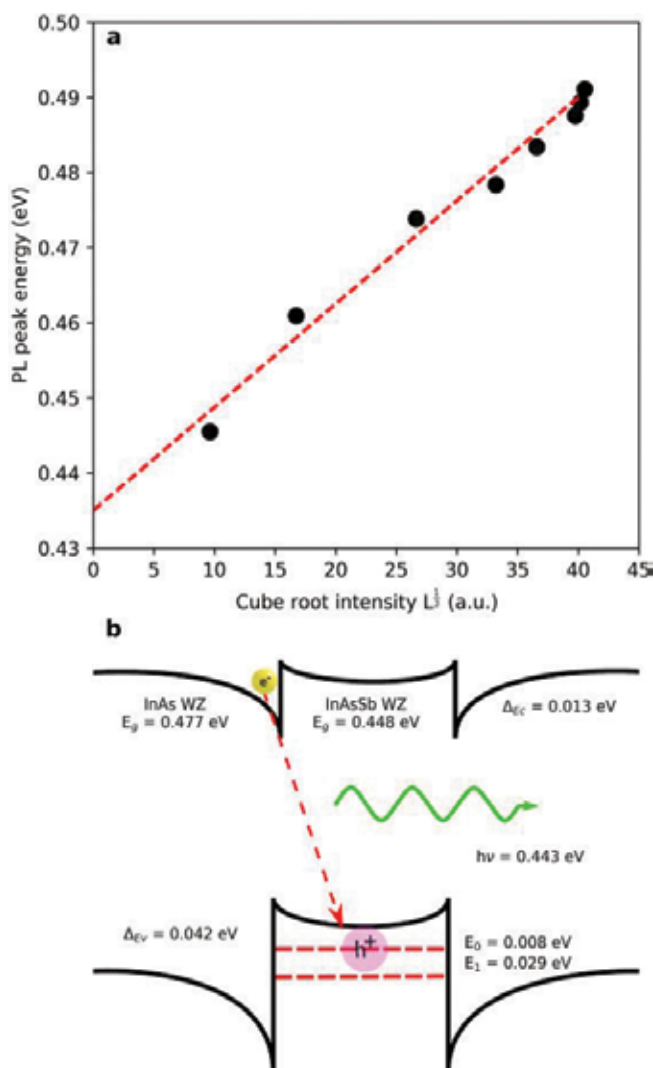 0.50
a
0.49
0.48
0.47
0.46
0.45
0.44
0.43
PL peak energy (eV)
0 5 10 15 20 25 30 35 40 45
Cube root intensity L^1/3 (a.u.)
b
e-
InAs WZ
E_g = 0.477 eV
InAsSb WZ
E_g = 0.448 eV
Δ_Ec = 0.013 eV
hν = 0.443 eV
Δ_Ev = 0.042 eV
h+
E_0 = 0.008 eV
E_1 = 0.029 eV